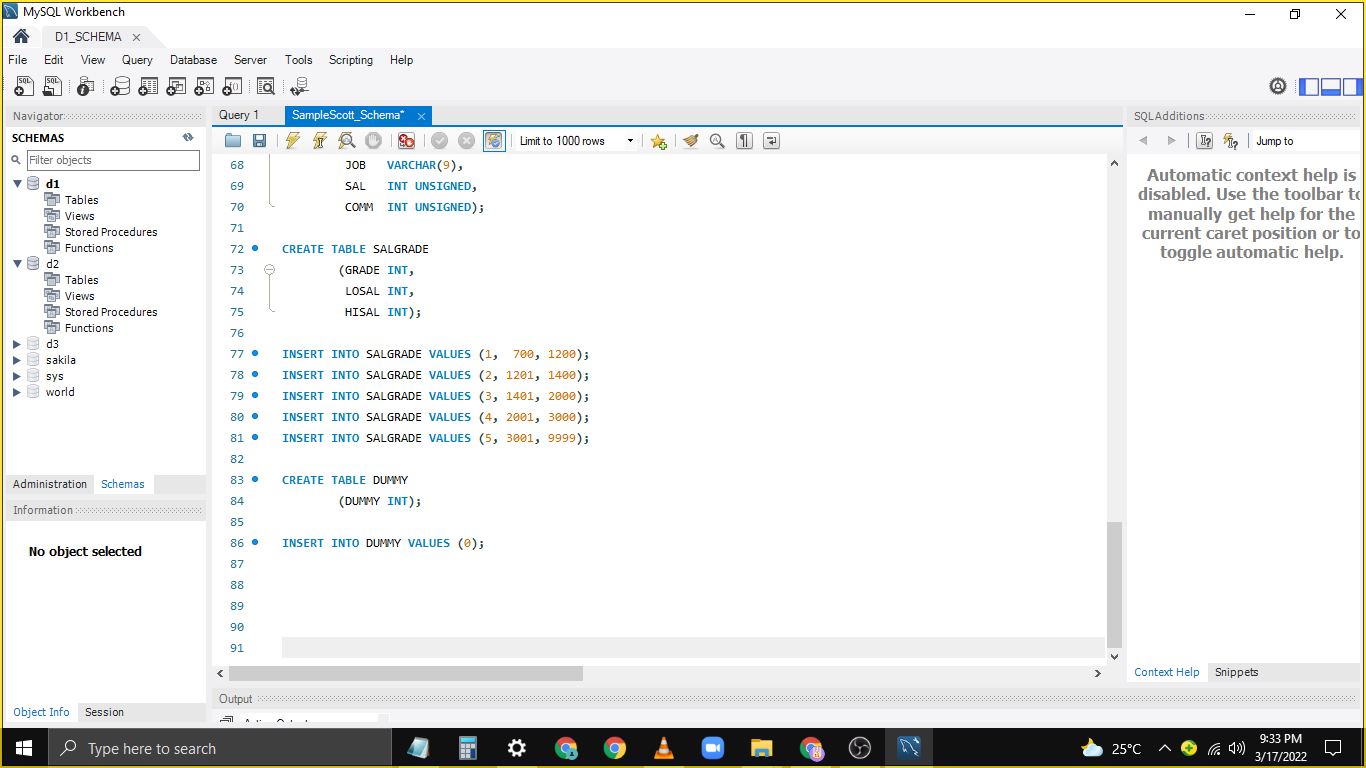 MySQL Workbench
D1_SCHEMA
File Edit View Query Database Server Tools Scripting Help
Navigator
SCHEMAS
Filter objects
d1
Tables
Views
Stored Procedures
Functions
d2
Tables
Views
Stored Procedures
Functions
d3
sakila
sys
world
Administration Schemas
Information
No object selected
Object Info Session
Query 1 SampleScott_Schema*
Limit to 1000 rows
68 JOB VARCHAR(9),
69 SAL INT UNSIGNED,
70 COMM INT UNSIGNED);
71
72 CREATE TABLE SALGRADE
73 (GRADE INT,
74 LOSAL INT,
75 HISAL INT);
76
77 INSERT INTO SALGRADE VALUES (1, 700, 1200);
78 INSERT INTO SALGRADE VALUES (2, 1201, 1400);
79 INSERT INTO SALGRADE VALUES (3, 1401, 2000);
80 INSERT INTO SALGRADE VALUES (4, 2001, 3000);
81 INSERT INTO SALGRADE VALUES (5, 3001, 9999);
82
83 CREATE TABLE DUMMY
84 (DUMMY INT);
85
86 INSERT INTO DUMMY VALUES (0);
87
88
89
90
91
Output
SQLAdditions
Jump to
Automatic context help is
disabled. Use the toolbar to
manually get help for the
current caret position or to
toggle automatic help.
Context Help Snippets
Type here to search
25°C
9:33 PM
3/17/2022